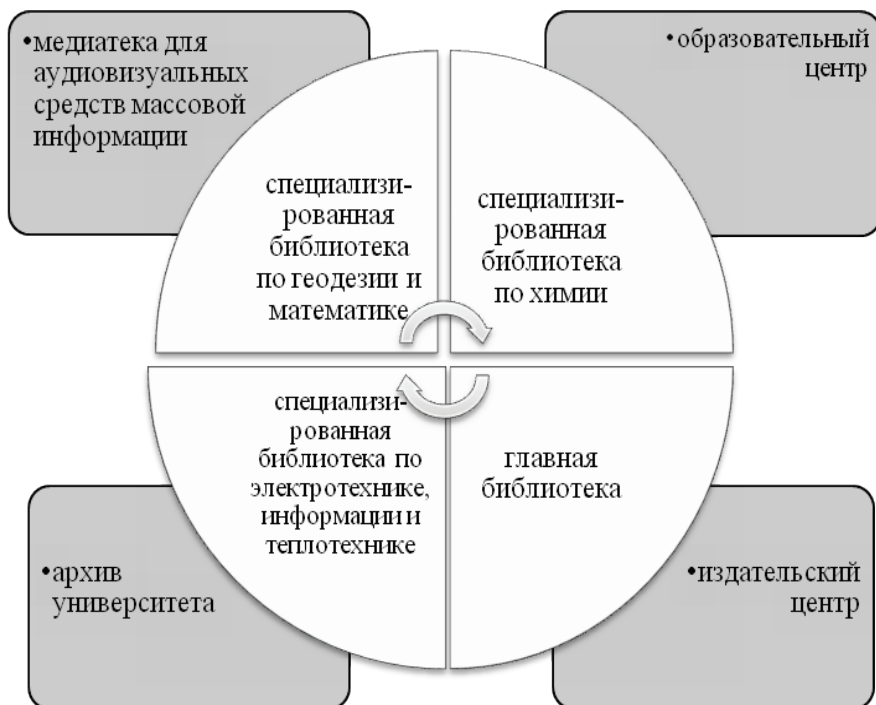 •медиатека для
аудиовизуальных
средств массовой
информации
•образовательный
центр
специализи-
рованная
библиотека
по геодезии и
математике
специализи-
рованная
библиотека
по химии
специализи-
рованная
библиотека по
электротехнике,
информации и
теплотехнике
главная
библиотека
•архив
университета
•издательский
центр